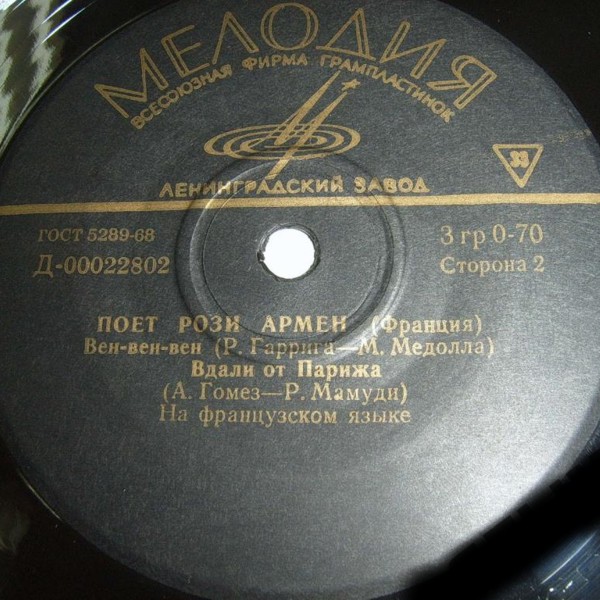 МЕЛОДИЯ
ВСЕСОЮЗНАЯ ФИРМА ГРАМПЛАСТИНОК
33
ЛЕНИНГРАДСКИЙ ЗАВОД
ГОСТ 5289-68
3 гр 0-70
Д-00022802
Сторона 2
ПОЕТ РОЗИ АРМЕН (Франция)
Вен-вен-вен (Р. Гаррига—М. Медолла)
Вдали от Парижа
(А. Гомез—Р. Мамуди)
На французском языке